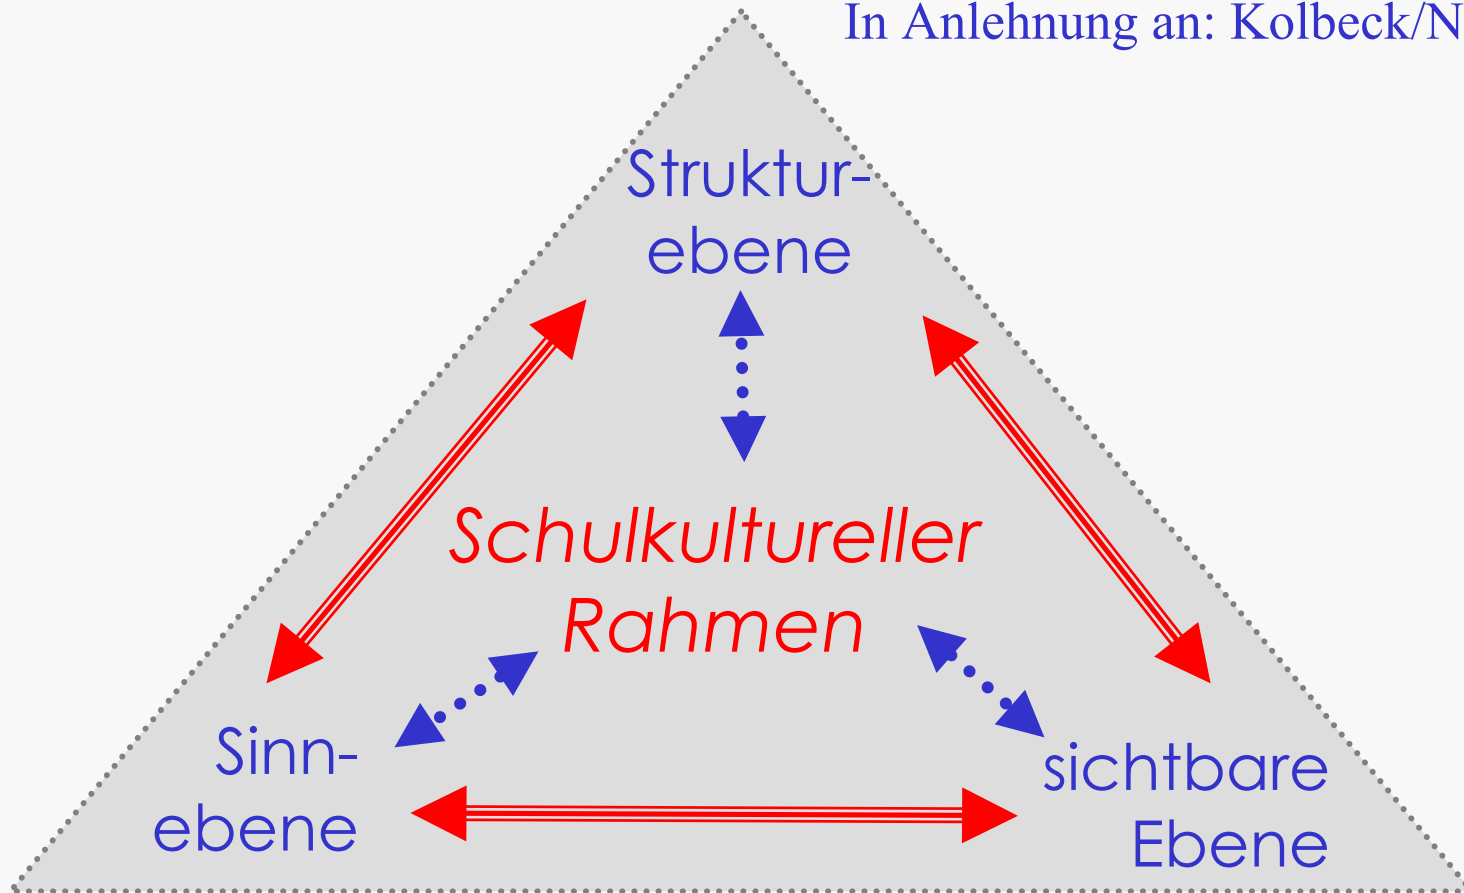 In Anlehnung an: Kolbeck/N
Struktur-
ebene
Schulkultureller
Rahmen
Sinn-
ebene
sichtbare
Ebene